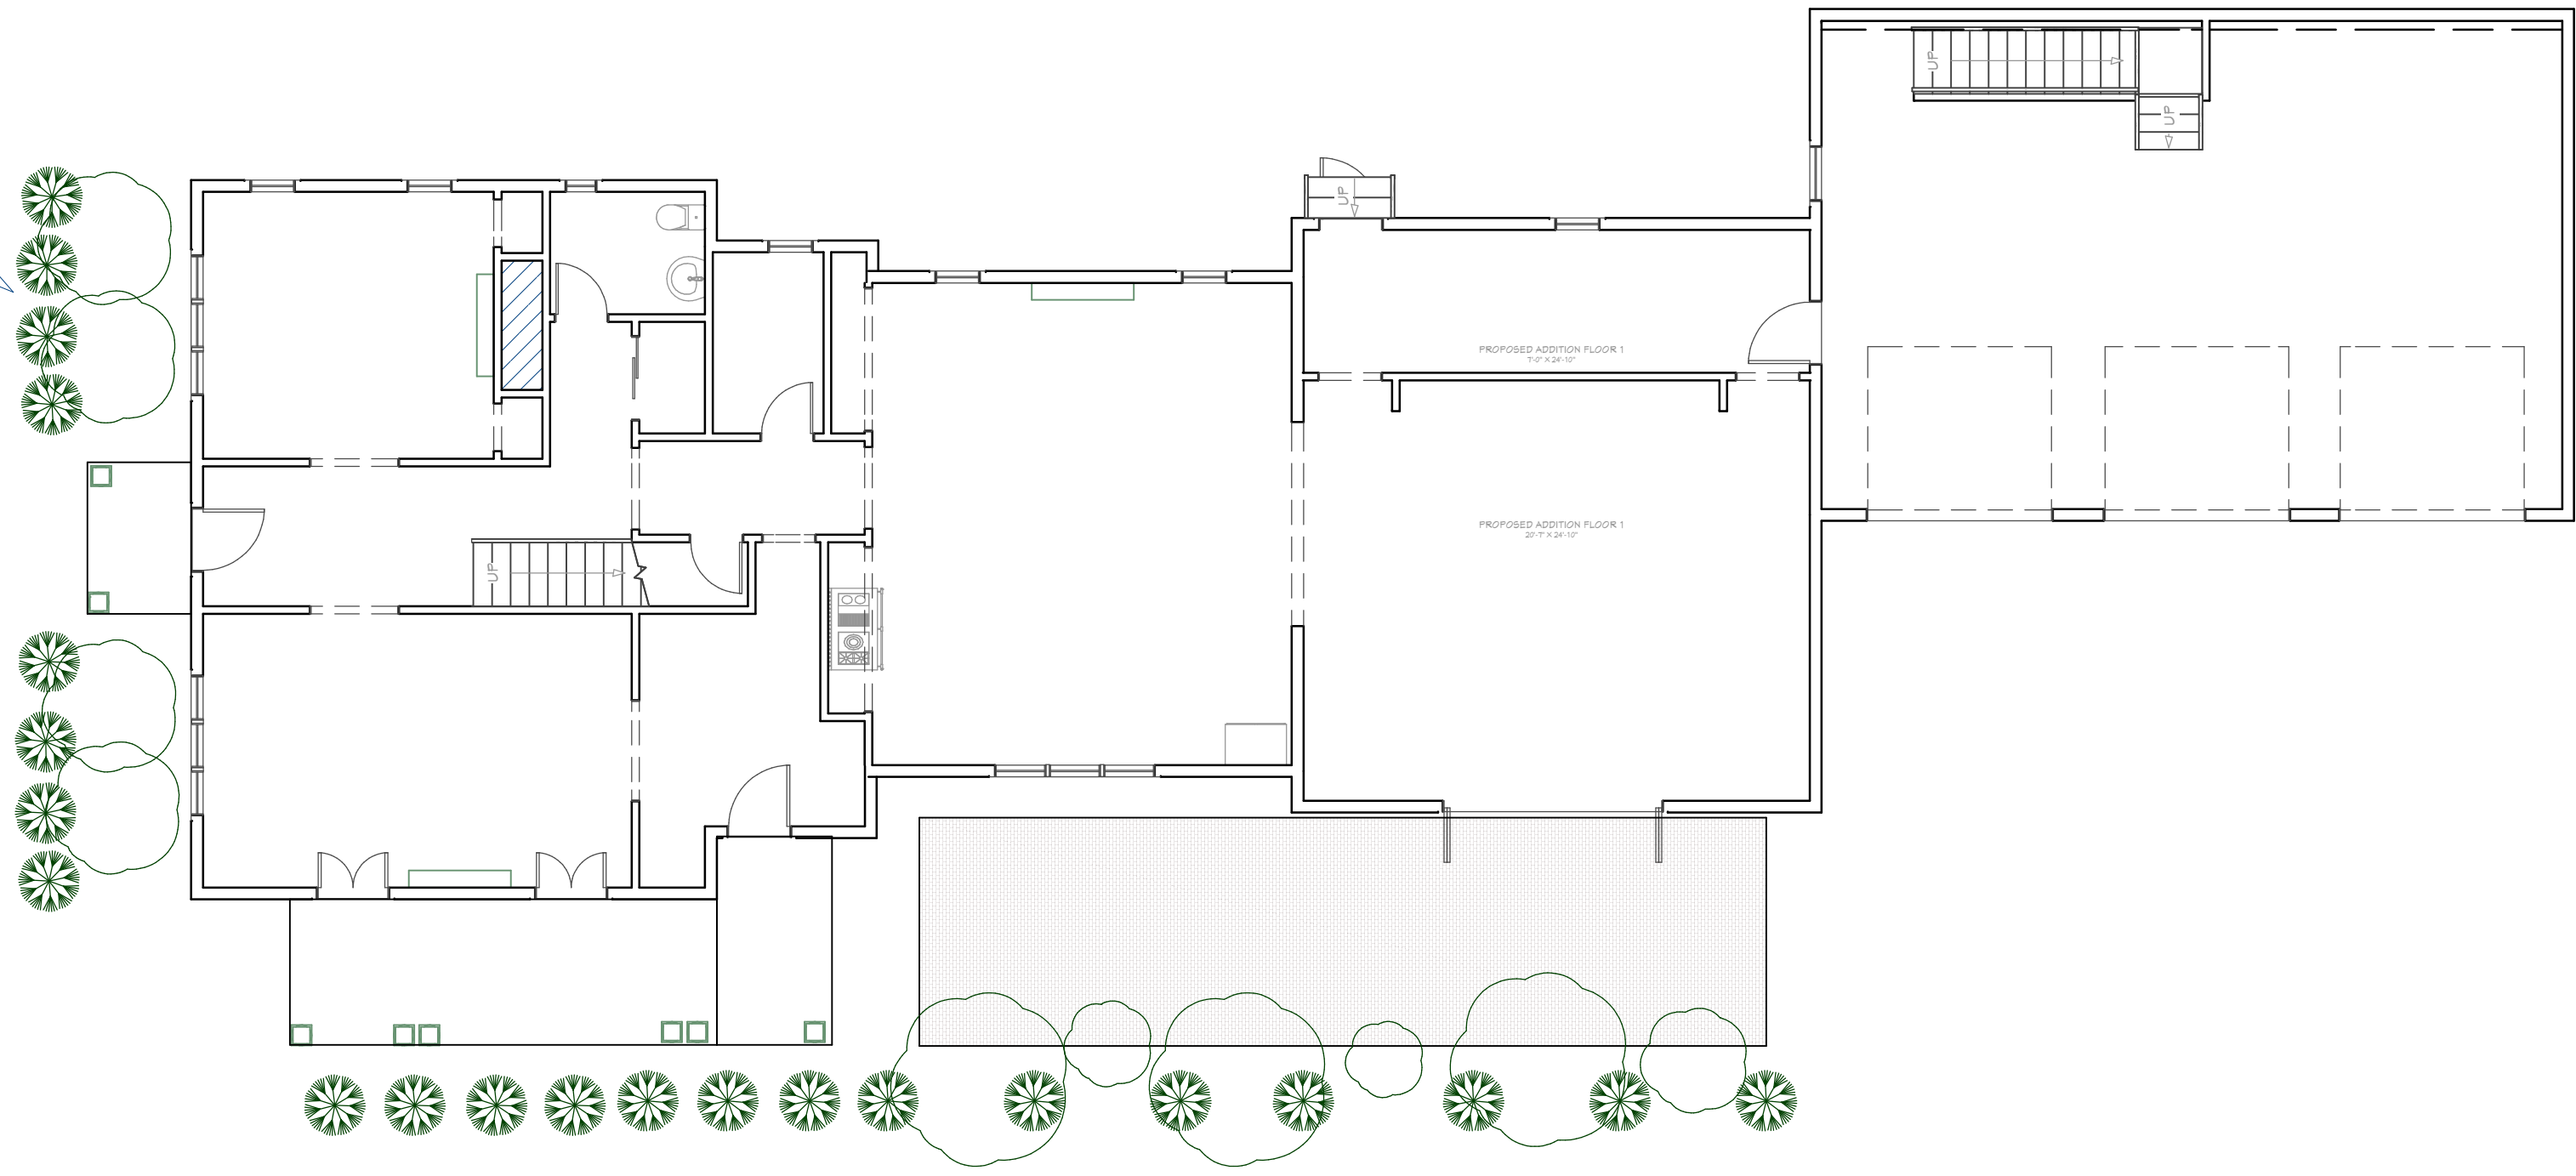 UP
UP
UP
PROPOSED ADDITION FLOOR 1
7'-0" X 24'-10"
PROPOSED ADDITION FLOOR 1
20'-7" X 24'-10"
UP